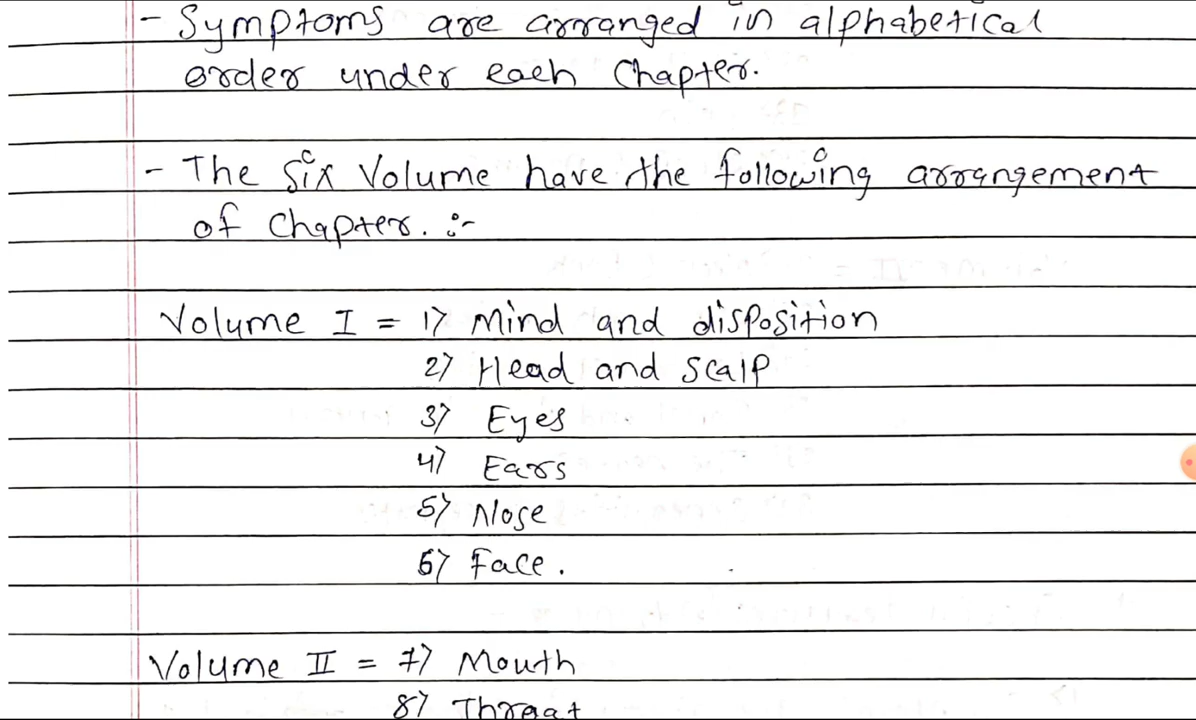 - Symptoms are arranged in alphabetical
order under each Chapter.
- The Six Volume have the following arrangement
of Chapter. :-
Volume I = 1) Mind and disposition
2) Head and Scalp
3) Eyes
4) Ears
5) Nose
6) Face.
Volume II = 7) Mouth
8) Throat